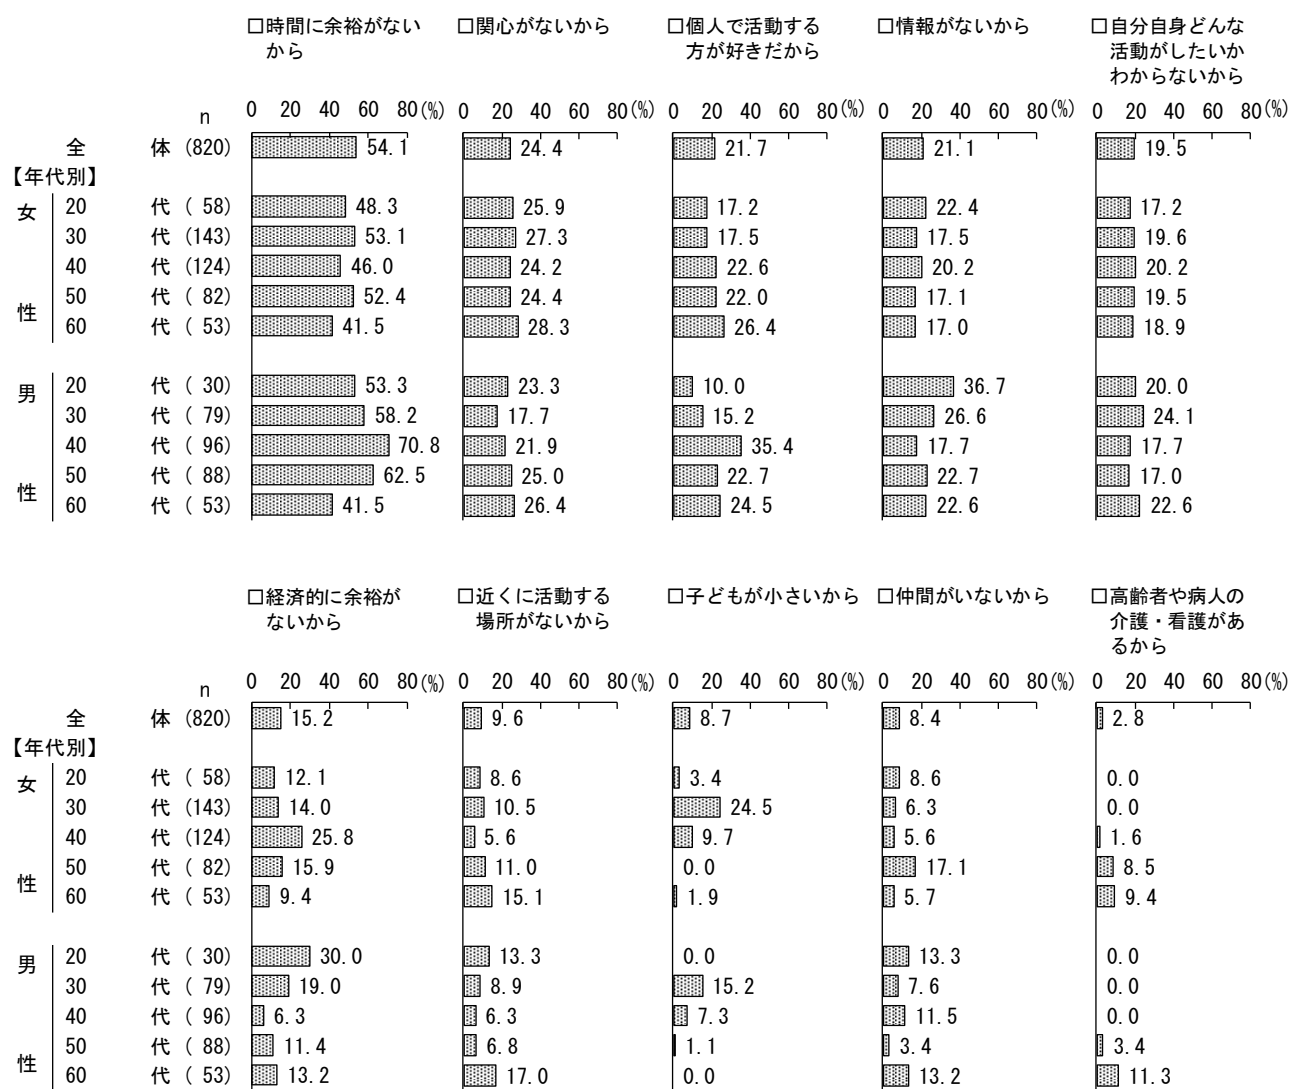 □時間に余裕がないから □関心がないから □個人で活動する方が好きだから □情報がないから □自分自身どんな活動がしたいかわからないから
n 0 20 40 60 80(%) 0 20 40 60 80(%) 0 20 40 60 80(%) 0 20 40 60 80(%) 0 20 40 60 80(%)
全 体 (820) 54.1 24.4 21.7 21.1 19.5
【年代別】
女 20 代 ( 58) 48.3 25.9 17.2 22.4 17.2
30 代 (143) 53.1 27.3 17.5 17.5 19.6
40 代 (124) 46.0 24.2 22.6 20.2 20.2
50 代 ( 82) 52.4 24.4 22.0 17.1 19.5
性 60 代 ( 53) 41.5 28.3 26.4 17.0 18.9
男 20 代 ( 30) 53.3 23.3 10.0 36.7 20.0
30 代 ( 79) 58.2 17.7 15.2 26.6 24.1
40 代 ( 96) 70.8 21.9 35.4 17.7 17.7
50 代 ( 88) 62.5 25.0 22.7 22.7 17.0
性 60 代 ( 53) 41.5 26.4 24.5 22.6 22.6
□経済的に余裕がないから □近くに活動する場所がないから □子どもが小さいから □仲間がいないから □高齢者や病人の介護・看護があるから
n 0 20 40 60 80(%) 0 20 40 60 80(%) 0 20 40 60 80(%) 0 20 40 60 80(%) 0 20 40 60 80(%)
全 体 (820) 15.2 9.6 8.7 8.4 2.8
【年代別】
女 20 代 ( 58) 12.1 8.6 3.4 8.6 0.0
30 代 (143) 14.0 10.5 24.5 6.3 0.0
40 代 (124) 25.8 5.6 9.7 5.6 1.6
50 代 ( 82) 15.9 11.0 0.0 17.1 8.5
性 60 代 ( 53) 9.4 15.1 1.9 5.7 9.4
男 20 代 ( 30) 30.0 13.3 0.0 13.3 0.0
30 代 ( 79) 19.0 8.9 15.2 7.6 0.0
40 代 ( 96) 6.3 6.3 7.3 11.5 0.0
50 代 ( 88) 11.4 6.8 1.1 3.4 3.4
性 60 代 ( 53) 13.2 17.0 0.0 13.2 11.3